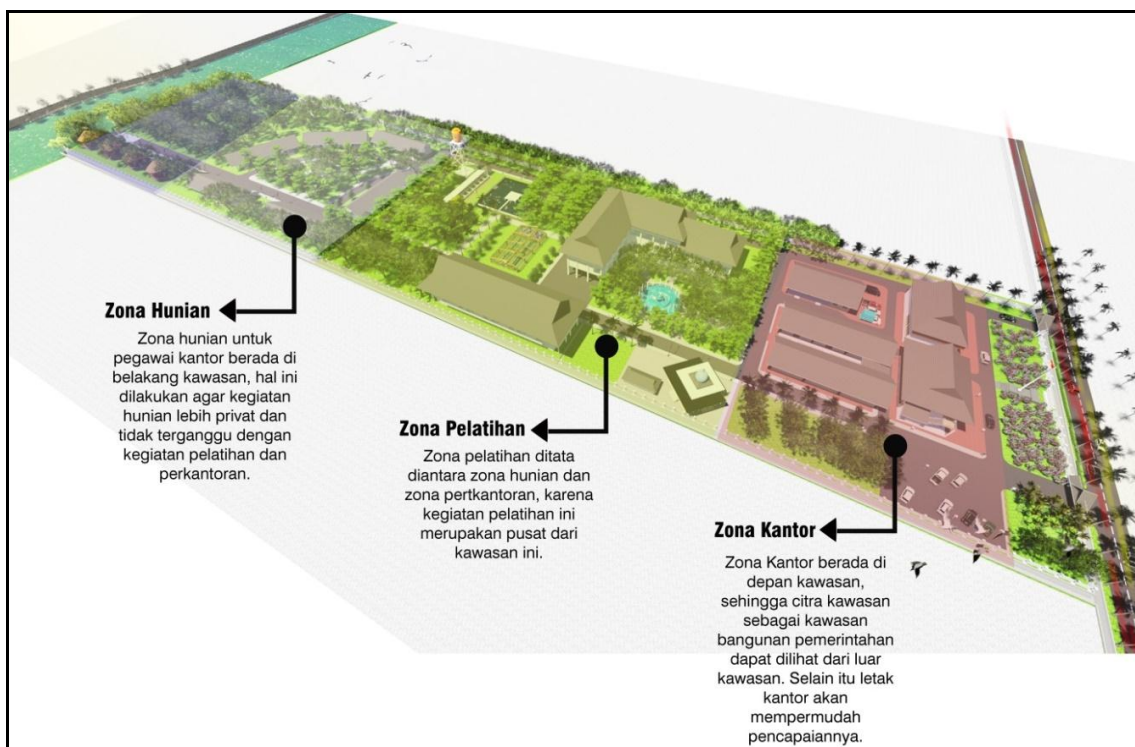 Zona Hunian
Zona hunian untuk
pegawai kantor berada di
belakang kawasan, hal ini
dilakukan agar kegiatan
hunian lebih privat dan
tidak terganggu dengan
kegiatan pelatihan dan
perkantoran.
Zona Pelatihan
Zona pelatihan ditata
diantara zona hunian dan
zona pertkantoran, karena
kegiatan pelatihan ini
merupakan pusat dari
kawasan ini.
Zona Kantor
Zona Kantor berada di
depan kawasan,
sehingga citra kawasan
sebagai kawasan
bangunan pemerintahan
dapat dilihat dari luar
kawasan. Selain itu letak
kantor akan
mempermudah
pencapaiannya.